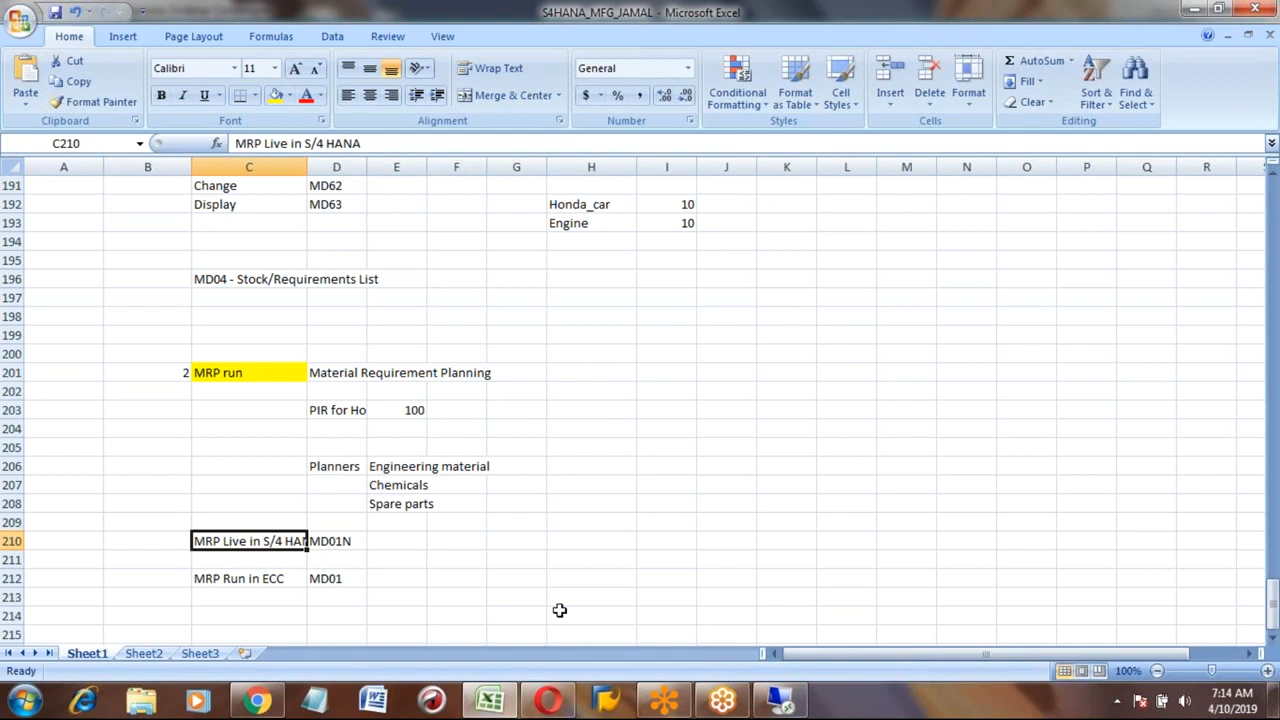 S4HANA_MFG_JAMAL - Microsoft Excel
Home Insert Page Layout Formulas Data Review View
Paste
Cut
Copy
Format Painter
Clipboard
Calibri 11
B I U
Font
Wrap Text
Merge & Center
Alignment
General
$ % ,
Number
Conditional Formatting
Format as Table
Cell Styles
Styles
Insert Delete Format
Cells
AutoSum
Fill
Clear
Sort & Filter
Find & Select
Editing
C210 fx MRP Live in S/4 HANA
A B C D E F G H I J K L M N O P Q R
191 Change MD62
192 Display MD63 Honda_car 10
193 Engine 10
194
195
196 MD04 - Stock/Requirements List
197
198
199
200
201 2 MRP run Material Requirement Planning
202
203 PIR for Ho 100
204
205
206 Planners Engineering material
207 Chemicals
208 Spare parts
209
210 MRP Live in S/4 HAN MD01N
211
212 MRP Run in ECC MD01
213
214
215
Sheet1 Sheet2 Sheet3
Ready 100%
7:14 AM
4/10/2019